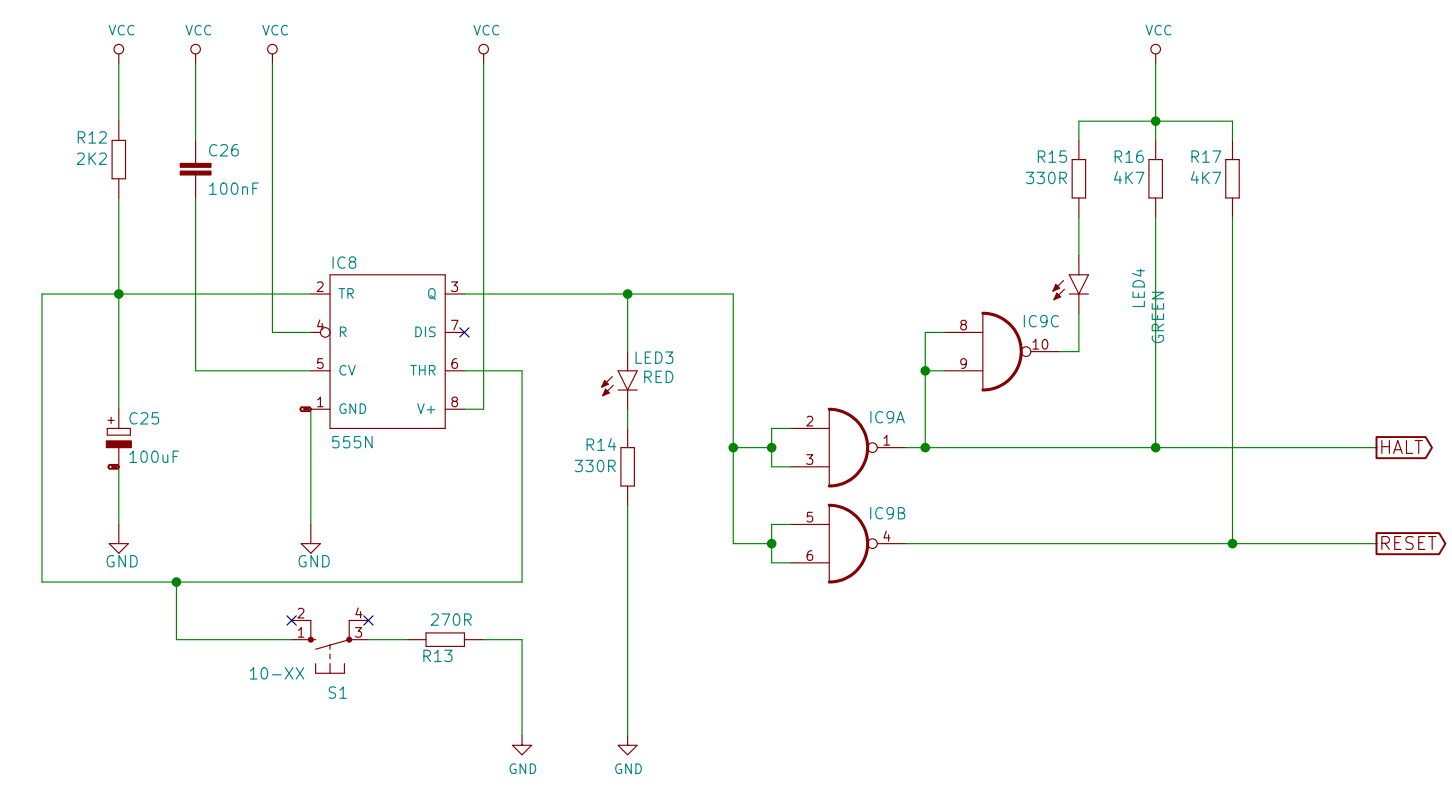 VCC
VCC
VCC
VCC
VCC
R12
2K2
C26
100nF
R15
330R
R16
4K7
R17
4K7
IC8
2
TR
Q
3
4
R
DIS
7
5
CV
THR
6
1
GND
V+
8
555N
LED4
GREEN
8
9
10
IC9C
LED3
RED
C25
+
100uF
R14
330R
2
3
1
IC9A
HALT
5
6
4
IC9B
RESET
GND
GND
2
1
4
3
270R
R13
10-XX
S1
GND
GND